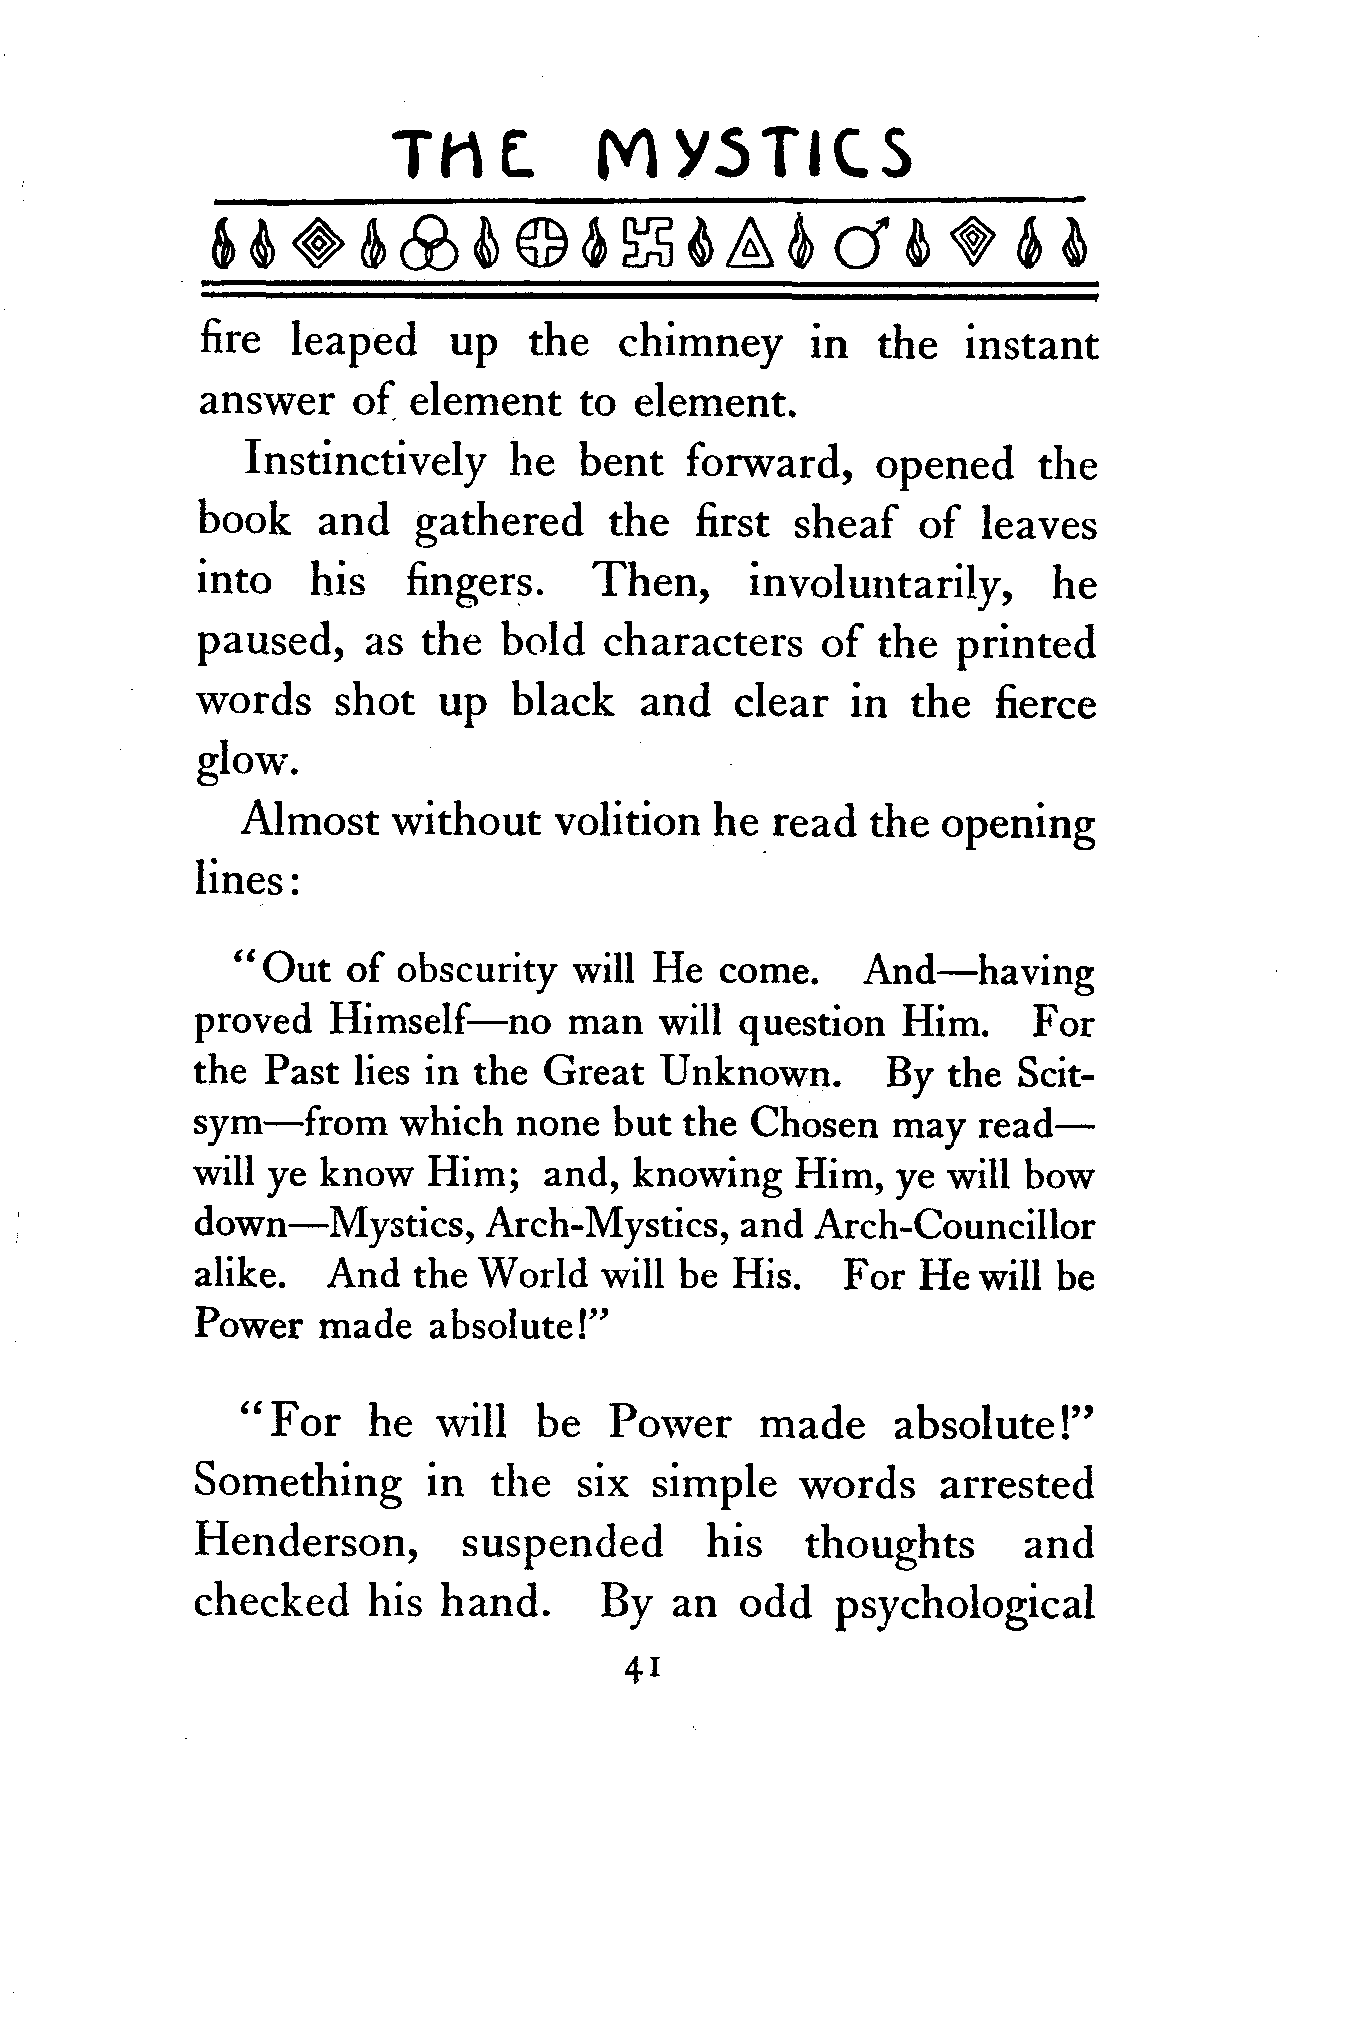 THE MYSTICS
fire leaped up the chimney in the instant
answer of element to element.
Instinctively he bent forward, opened the
book and gathered the first sheaf of leaves
into his fingers. Then, involuntarily, he
paused, as the bold characters of the printed
words shot up black and clear in the fierce
glow.
Almost without volition he read the opening
lines:
“Out of obscurity will He come. And—having
proved Himself—no man will question Him. For
the Past lies in the Great Unknown. By the Scit-
sym—from which none but the Chosen may read—
will ye know Him; and, knowing Him, ye will bow
down—Mystics, Arch-Mystics, and Arch-Councillor
alike. And the World will be His. For He will be
Power made absolute!”
“For he will be Power made absolute!”
Something in the six simple words arrested
Henderson, suspended his thoughts and
checked his hand. By an odd psychological
41